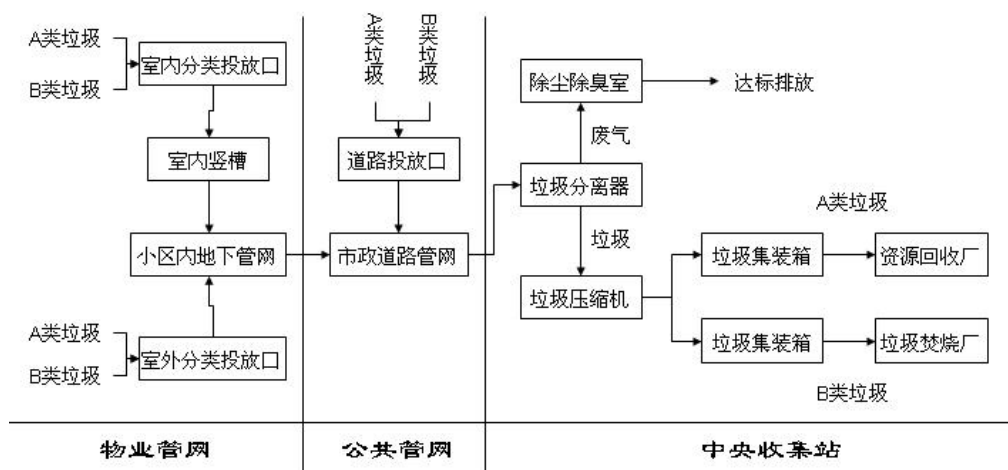 A类垃圾
B类垃圾
室内分类投放口
室内竖槽
小区内地下管网
A类垃圾
B类垃圾
室外分类投放口
A类垃圾
B类垃圾
道路投放口
市政道路管网
除尘除臭室
达标排放
废气
垃圾分离器
垃圾
垃圾压缩机
A类垃圾
垃圾集装箱
资源回收厂
垃圾集装箱
垃圾焚烧厂
B类垃圾
物业管网
公共管网
中央收集站